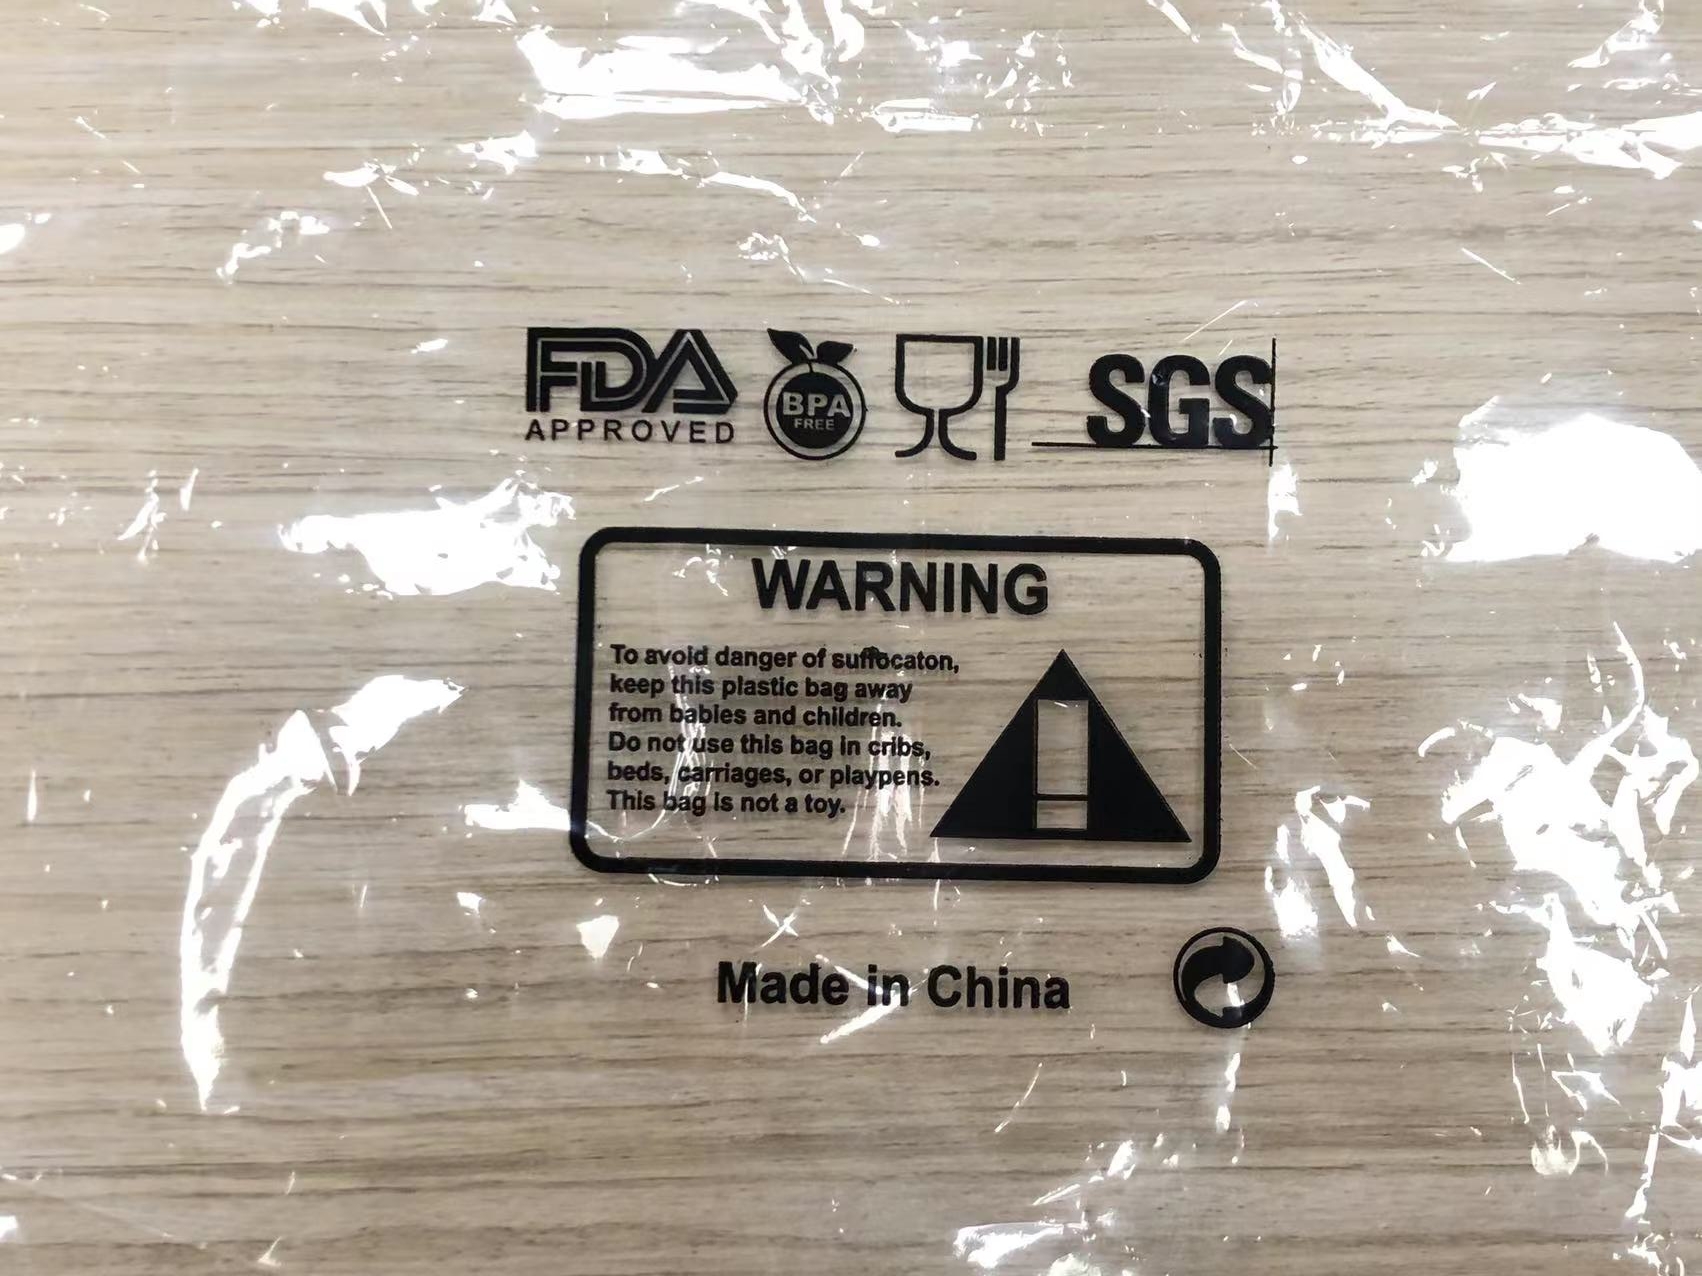 FDA BPA SGS
APPROVED FREE
WARNING
To avoid danger of suffocaton,
keep this plastic bag away
from babies and children.
Do not use this bag in cribs,
beds, carriages, or playpens.
This bag is not a toy.
Made in China